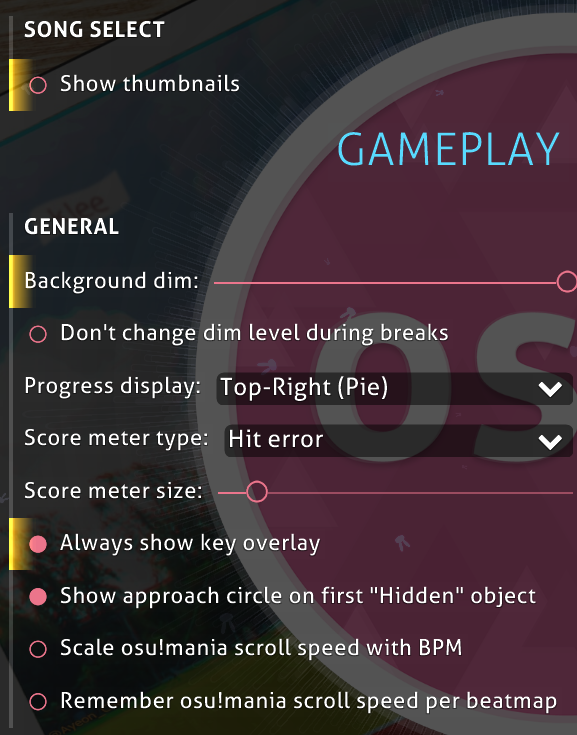 SONG SELECT
Show thumbnails
GAMEPLAY
GENERAL
Background dim:
Don't change dim level during breaks
Progress display: Top-Right (Pie)
Score meter type: Hit error
Score meter size:
Always show key overlay
Show approach circle on first "Hidden" object
Scale osu!mania scroll speed with BPM
Remember osu!mania scroll speed per beatmap
os